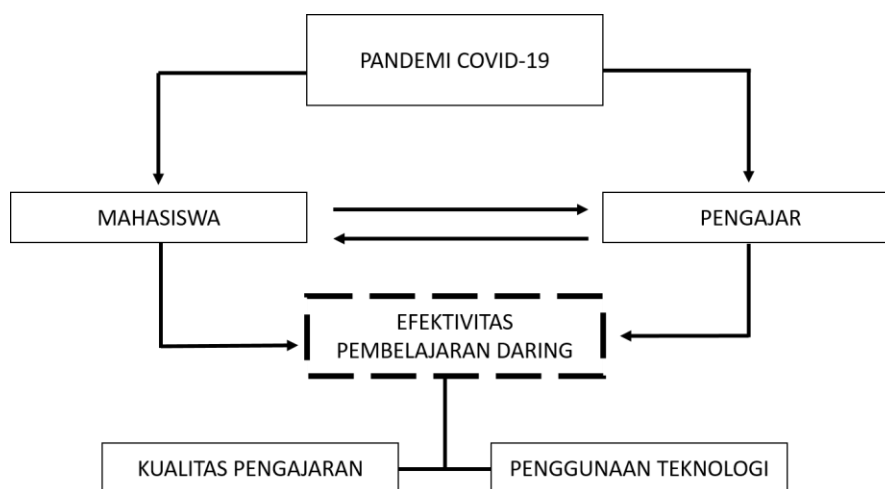 PANDEMI COVID-19
MAHASISWA
PENGAJAR
EFEKTIVITAS
PEMBELAJARAN DARING
KUALITAS PENGAJARAN
PENGGUNAAN TEKNOLOGI